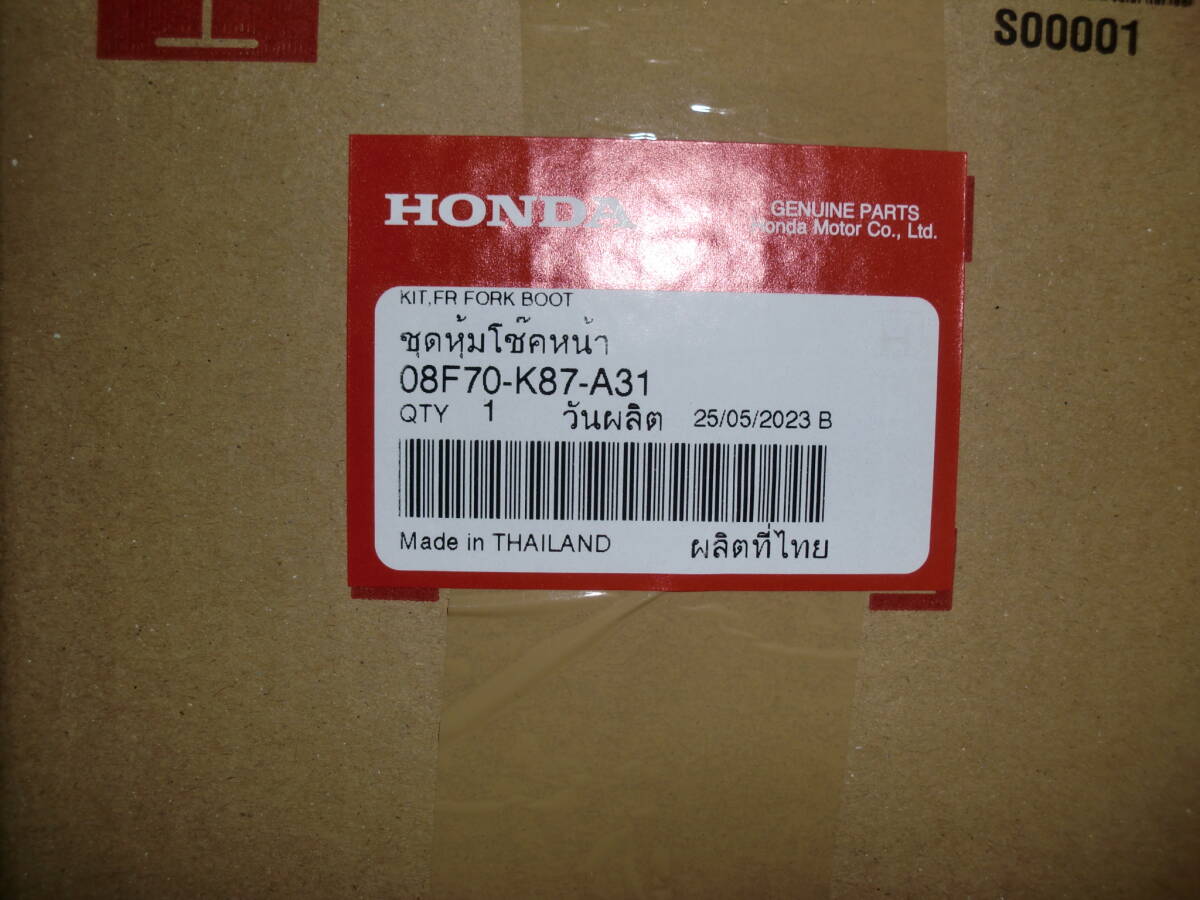 S00001
HONDA
GENUINE PARTS
Honda Motor Co., Ltd.
KIT,FR FORK BOOT
ชุดหุ้มโช๊คหน้า
08F70-K87-A31
QTY 1 วันผลิต 25/05/2023 B
Made in THAILAND ผลิตที่ไทย